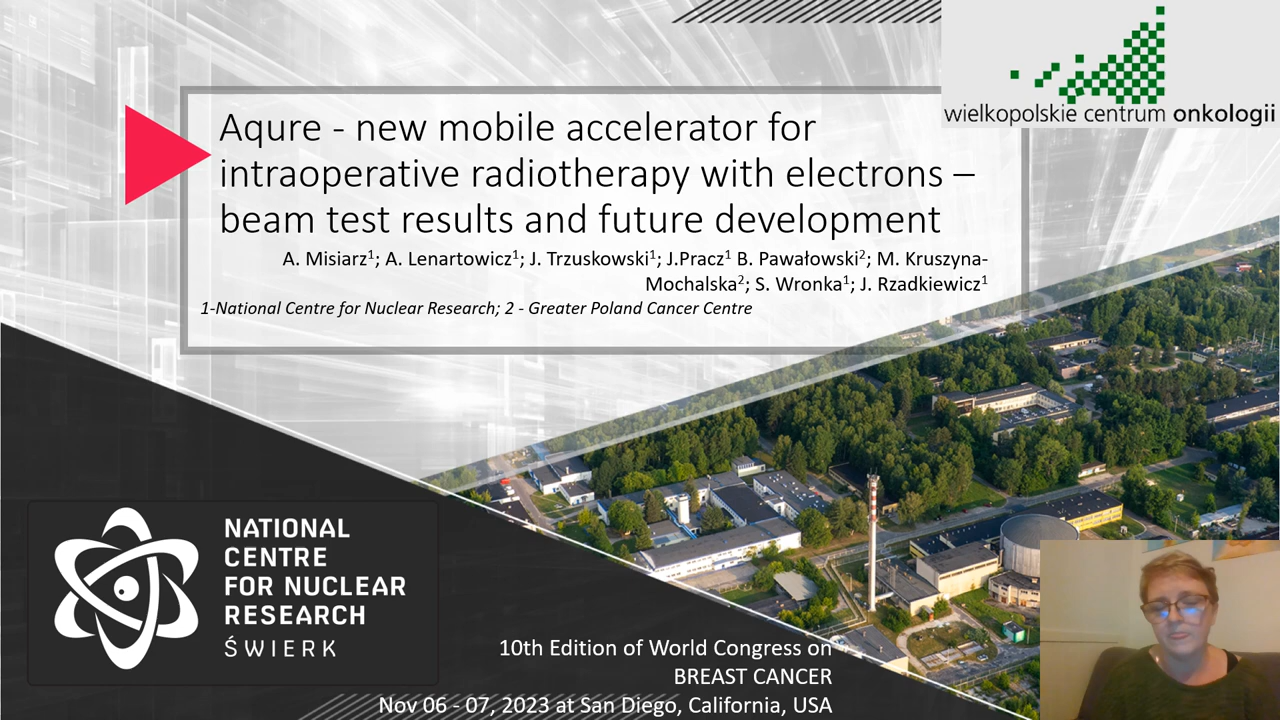 wielkopolskie centrum onkologii
Aqure - new mobile accelerator for
intraoperative radiotherapy with electrons –
beam test results and future development
A. Misiarz¹; A. Lenartowicz¹; J. Trzuskowski¹; J.Pracz¹ B. Pawałowski²; M. Kruszyna-
Mochalska²; S. Wronka¹; J. Rzadkiewicz¹
1-National Centre for Nuclear Research; 2 - Greater Poland Cancer Centre
NATIONAL
CENTRE
FOR NUCLEAR
RESEARCH
ŚWIERK
10th Edition of World Congress on
BREAST CANCER
Nov 06 - 07, 2023 at San Diego, California, USA